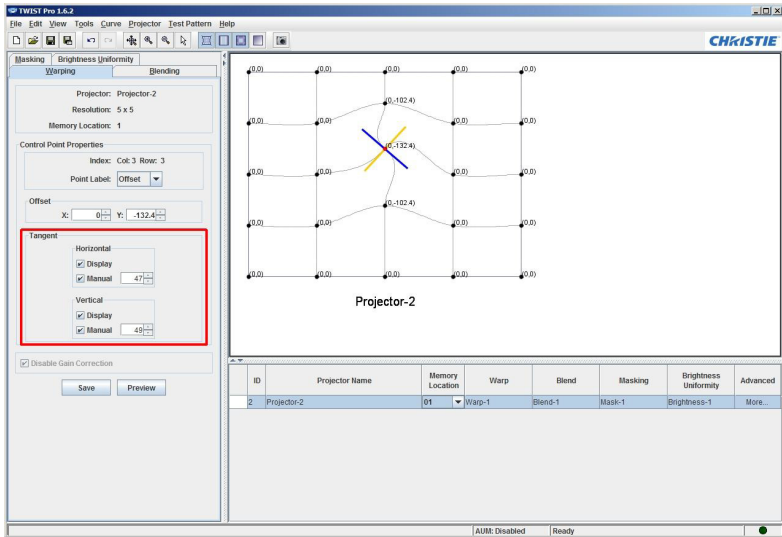 TWIST Pro 1.6.2
File Edit View Tools Curve Projector Test Pattern Help
CHRISTIE
Masking Brightness Uniformity
Warping Blending
Projector: Projector-2
Resolution: 5 x 5
Memory Location: 1
Control Point Properties
Index: Col: 3 Row: 3
Point Label: Offset
Offset
X: 0 Y: -132.4
Tangent
Horizontal
Display
Manual 47
Vertical
Display
Manual 49
Disable Gain Correction
Save Preview
(0,0) (0,0) (0,0) (0,0) (0,0)
(0,0) (0,0) (0,-102.4) (0,0) (0,0)
(0,0) (0,0) (0,-132.4) (0,0) (0,0)
(0,0) (0,0) (0,-102.4) (0,0) (0,0)
(0,0) (0,0) (0,0) (0,0) (0,0)
Projector-2
ID Projector Name Memory Location Warp Blend Masking Brightness Uniformity Advanced
2 Projector-2 01 Warp-1 Blend-1 Mask-1 Brightness-1 More...
AUM: Disabled Ready